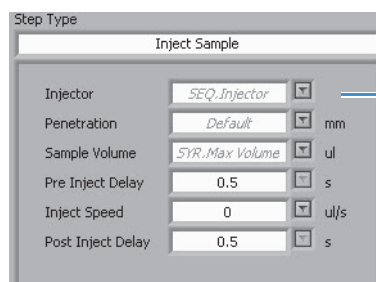 Step Type
Inject Sample
Injector SEQ.Injector
Penetration Default mm
Sample Volume SYR.Max Volume ul
Pre Inject Delay 0.5 s
Inject Speed 0 ul/s
Post Inject Delay 0.5 s